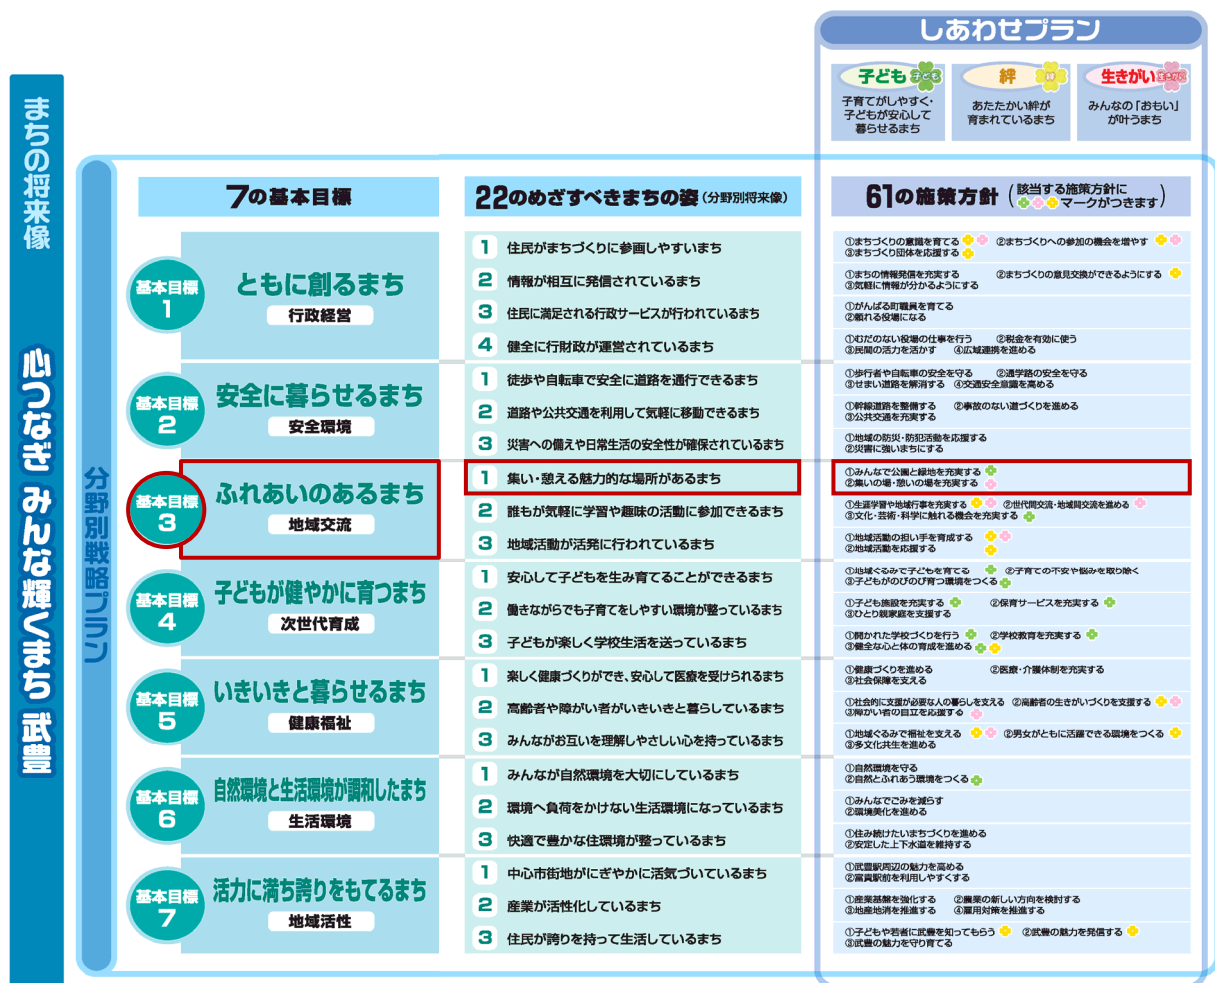 しあわせプラン
子ども
子ども
子育てがしやすく・
子どもが安心して
暮らせるまち
絆
絆
あたたかい絆が
育まれているまち
生きがい
生きがい
みんなの「おもい」
が叶うまち
まちの将来像
心つなぎ みんな輝くまち 武豊
分野別戦略プラン
7の基本目標
22のめざすべきまちの姿(分野別将来像)
61の施策方針(該当する施策方針に
マークがつきます)
基本目標
1
ともに創るまち
行政経営
1 住民がまちづくりに参画しやすいまち
①まちづくりの意識を育てる ②まちづくりへの参加の機会を増やす
③まちづくり団体を応援する
2 情報が相互に発信されているまち
①まちの情報発信を充実する ②まちづくりの意見交換ができるようにする
③気軽に情報が分かるようにする
3 住民に満足される行政サービスが行われているまち
①がんばる町職員を育てる
②頼れる役場になる
4 健全に行財政が運営されているまち
①むだのない役場の仕事を行う ②税金を有効に使う
③民間の活力を活かす ④広域連携を進める
基本目標
2
安全に暮らせるまち
安全環境
1 徒歩や自転車で安全に道路を通行できるまち
①歩行者や自転車の安全を守る ②通学路の安全を守る
③せまい道路を解消する ④交通安全意識を高める
2 道路や公共交通を利用して気軽に移動できるまち
①幹線道路を整備する ②事故のない道づくりを進める
③公共交通を充実する
3 災害への備えや日常生活の安全性が確保されているまち
①地域の防災・防犯活動を応援する
②災害に強いまちにする
基本目標
3
ふれあいのあるまち
地域交流
1 集い・憩える魅力的な場所があるまち
①みんなで公園と緑地を充実する
②集いの場・憩いの場を充実する
2 誰もが気軽に学習や趣味の活動に参加できるまち
①生涯学習や地域行事を充実する ②世代間交流・地域間交流を進める
③文化・芸術・科学に触れる機会を充実する
3 地域活動が活発に行われているまち
①地域活動の担い手を育成する
②地域活動を応援する
基本目標
4
子どもが健やかに育つまち
次世代育成
1 安心して子どもを生み育てることができるまち
①地域ぐるみで子どもを育てる ②子育ての不安や悩みを取り除く
③子どもがのびのび育つ環境をつくる
2 働きながらでも子育てをしやすい環境が整っているまち
①子ども施設を充実する ②保育サービスを充実する
③ひとり親家庭を支援する
3 子どもが楽しく学校生活を送っているまち
①開かれた学校づくりを行う ②学校教育を充実する
③健全な心と体の育成を進める
基本目標
5
いきいきと暮らせるまち
健康福祉
1 楽しく健康づくりができ、安心して医療を受けられるまち
①健康づくりを進める ②医療・介護体制を充実する
③社会保障を支える
2 高齢者や障がい者がいきいきと暮らしているまち
①社会的に支援が必要な人の暮らしを支える ②高齢者の生きがいづくりを支援する
③障がい者の自立を応援する
3 みんながお互いを理解しやさしい心を持っているまち
①地域ぐるみで福祉を支える ②男女がともに活躍できる環境をつくる
③多文化共生を進める
基本目標
6
自然環境と生活環境が調和したまち
生活環境
1 みんなが自然環境を大切にしているまち
①自然環境を守る
②自然とふれあう環境をつくる
2 環境へ負荷をかけない生活環境になっているまち
①みんなでごみを減らす
②環境美化を進める
3 快適で豊かな住環境が整っているまち
①住み続けたいまちづくりを進める
②安定した上下水道を維持する
基本目標
7
活力に満ち誇りをもてるまち
地域活性
1 中心市街地がにぎやかに活気づいているまち
①武豊駅周辺の魅力を高める
②富貴駅前を利用しやすくする
2 産業が活性化しているまち
①産業基盤を強化する ②農業の新しい方向を検討する
③地産地消を推進する ④雇用対策を推進する
3 住民が誇りを持って生活しているまち
①子どもや若者に武豊を知ってもらう ②武豊の魅力を発信する
③武豊の魅力を守り育てる